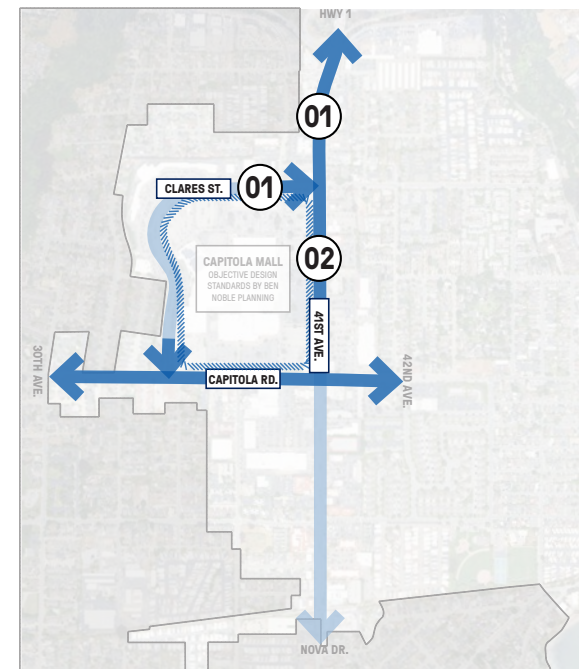 HWY 1
01
CLARES ST.
01
02
CAPITOLA MALL
OBJECTIVE DESIGN
STANDARDS BY BEN
NOBLE PLANNING
41ST AVE.
30TH AVE.
CAPITOLA RD.
42ND AVE.
NOVA DR.